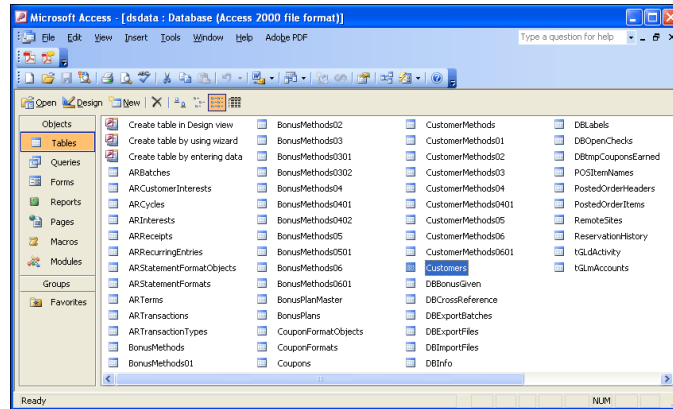 Microsoft Access - [dsdata : Database (Access 2000 file format)]
File Edit View Insert Tools Window Help Adobe PDF Type a question for help
Open Design New
Objects
Tables
Queries
Forms
Reports
Pages
Macros
Modules
Groups
Favorites
Create table in Design view
Create table by using wizard
Create table by entering data
ARBatches
ARCustomerInterests
ARCycles
ARInterests
ARReceipts
ARRecurringEntries
ARStatementFormatObjects
ARStatementFormats
ARTerms
ARTransactions
ARTransactionTypes
BonusMethods
BonusMethods01
BonusMethods02
BonusMethods03
BonusMethods0301
BonusMethods0302
BonusMethods04
BonusMethods0401
BonusMethods0402
BonusMethods05
BonusMethods0501
BonusMethods06
BonusMethods0601
BonusPlanMaster
BonusPlans
CouponFormatObjects
CouponFormats
Coupons
CustomerMethods
CustomerMethods01
CustomerMethods02
CustomerMethods03
CustomerMethods04
CustomerMethods0401
CustomerMethods05
CustomerMethods06
CustomerMethods0601
Customers
DBBonusGiven
DBCrossReference
DBExportBatches
DBExportFiles
DBImportFiles
DBInfo
DBLabels
DBOpenChecks
DBtmpCouponsEarned
POSItemNames
PostedOrderHeaders
PostedOrderItems
RemoteSites
ReservationHistory
tGLdActivity
tGLmAccounts
Ready NUM